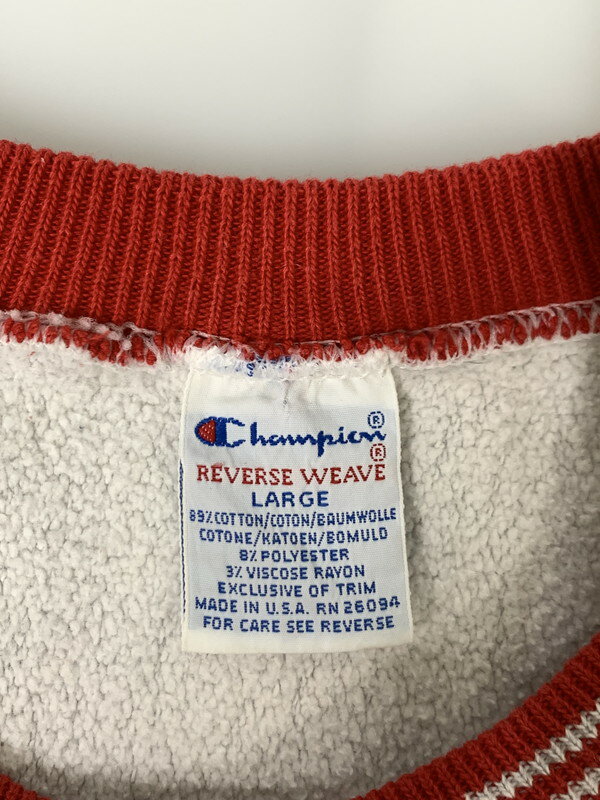 Champion®
REVERSE WEAVE®
LARGE
89% COTTON/COTON/BAUMWOLLE
COTONE/KATOEN/BOMULD
8% POLYESTER
3% VISCOSE RAYON
EXCLUSIVE OF TRIM
MADE IN U.S.A. RN 26094
FOR CARE SEE REVERSE